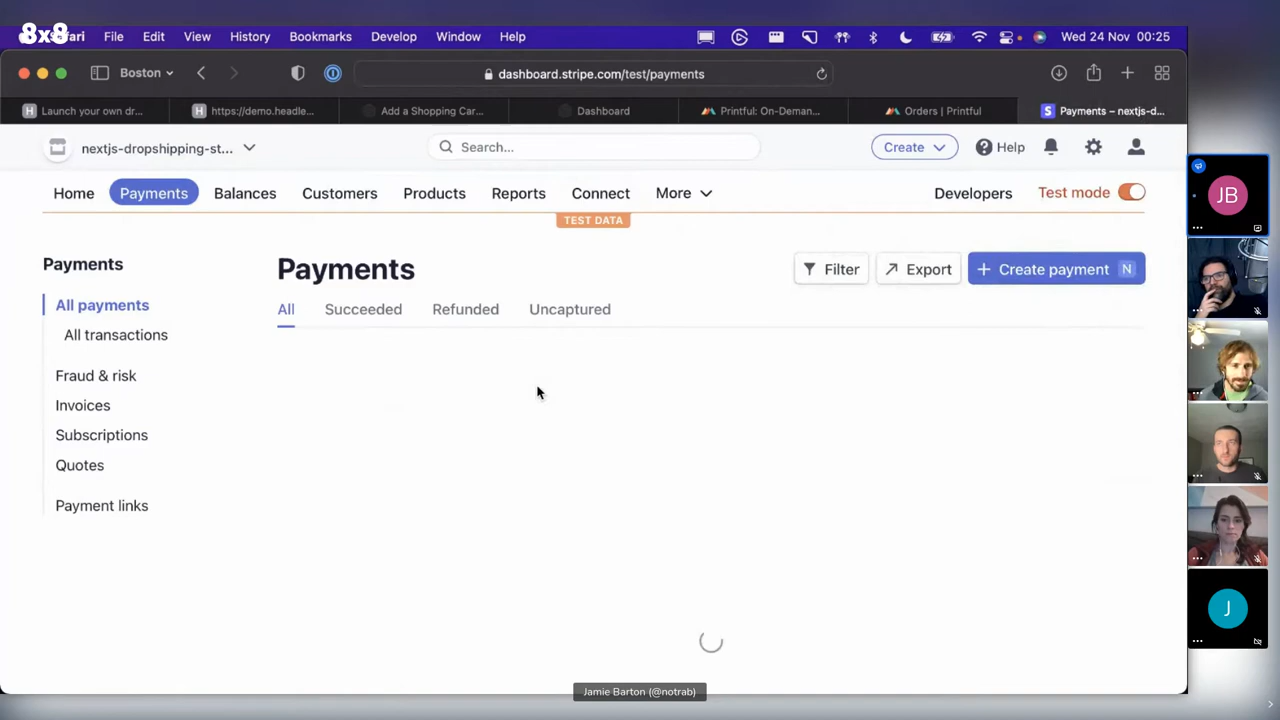 8x8
Safari File Edit View History Bookmarks Develop Window Help Wed 24 Nov 00:25
Boston dashboard.stripe.com/test/payments
Launch your own dr... https://demo.headle... Add a Shopping Car... Dashboard Printful: On-Deman... Orders | Printful Payments – nextjs-d...
nextjs-dropshipping-st... Search... Create Help
Home Payments Balances Customers Products Reports Connect More Developers Test mode
TEST DATA
Payments
All payments
All transactions
Fraud & risk
Invoices
Subscriptions
Quotes
Payment links
Payments Filter Export + Create payment N
All Succeeded Refunded Uncaptured
JB
J
Jamie Barton (@notrab)